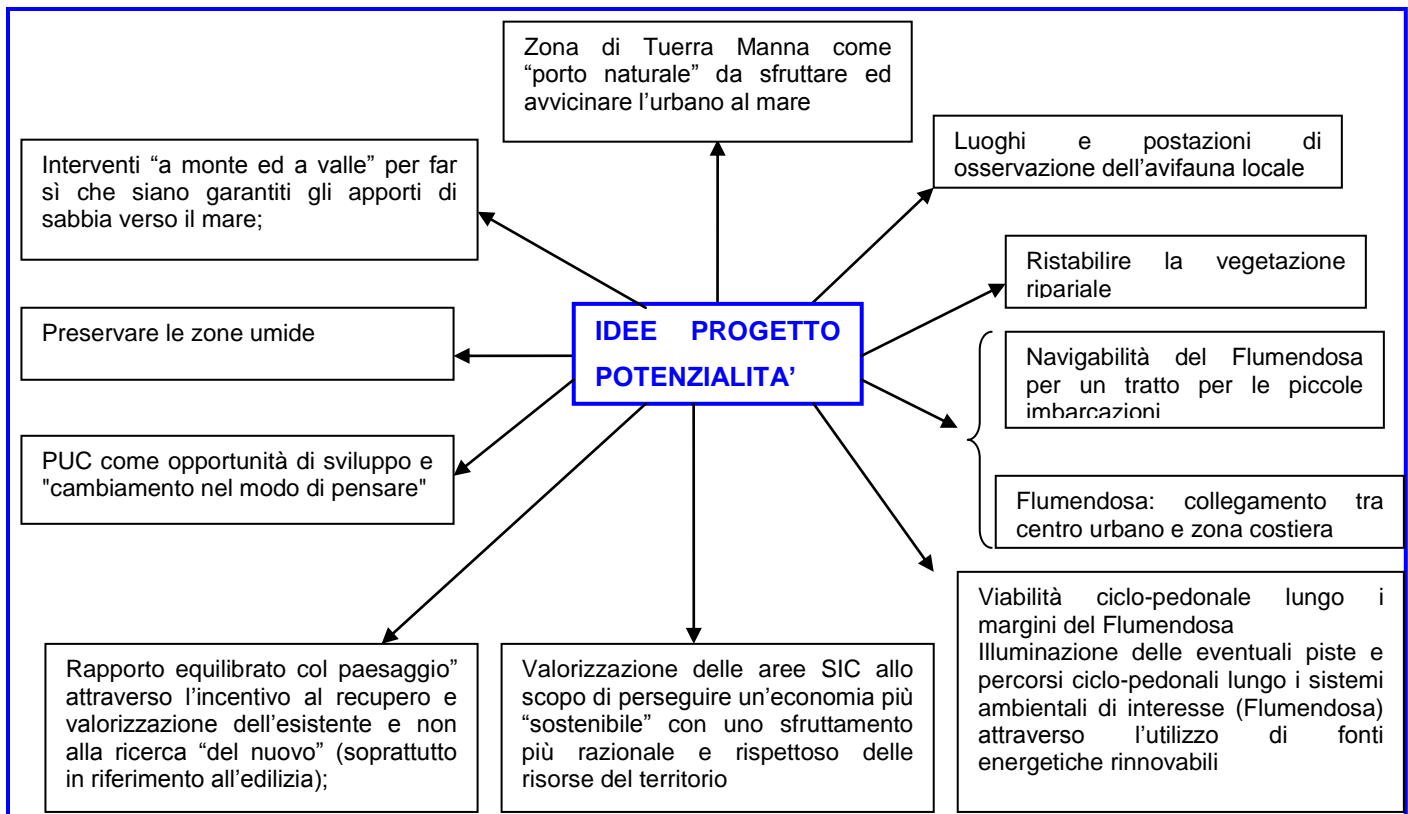 Zona di Tuerra Manna come
“porto naturale” da sfruttare ed
avvicinare l’urbano al mare
Interventi “a monte ed a valle” per far
sì che siano garantiti gli apporti di
sabbia verso il mare;
Luoghi e postazioni di
osservazione dell’avifauna locale
Ristabilire la vegetazione
ripariale
IDEE PROGETTO
POTENZIALITA’
Preservare le zone umide
Navigabilità del Flumendosa
per un tratto per le piccole
imbarcazioni
PUC come opportunità di sviluppo e
"cambiamento nel modo di pensare"
Flumendosa: collegamento tra
centro urbano e zona costiera
Rapporto equilibrato col paesaggio”
attraverso l’incentivo al recupero e
valorizzazione dell’esistente e non
alla ricerca “del nuovo” (soprattutto
in riferimento all’edilizia);
Valorizzazione delle aree SIC allo
scopo di perseguire un’economia più
“sostenibile” con uno sfruttamento
più razionale e rispettoso delle
risorse del territorio
Viabilità ciclo-pedonale lungo i
margini del Flumendosa
Illuminazione delle eventuali piste e
percorsi ciclo-pedonali lungo i sistemi
ambientali di interesse (Flumendosa)
attraverso l’utilizzo di fonti
energetiche rinnovabili